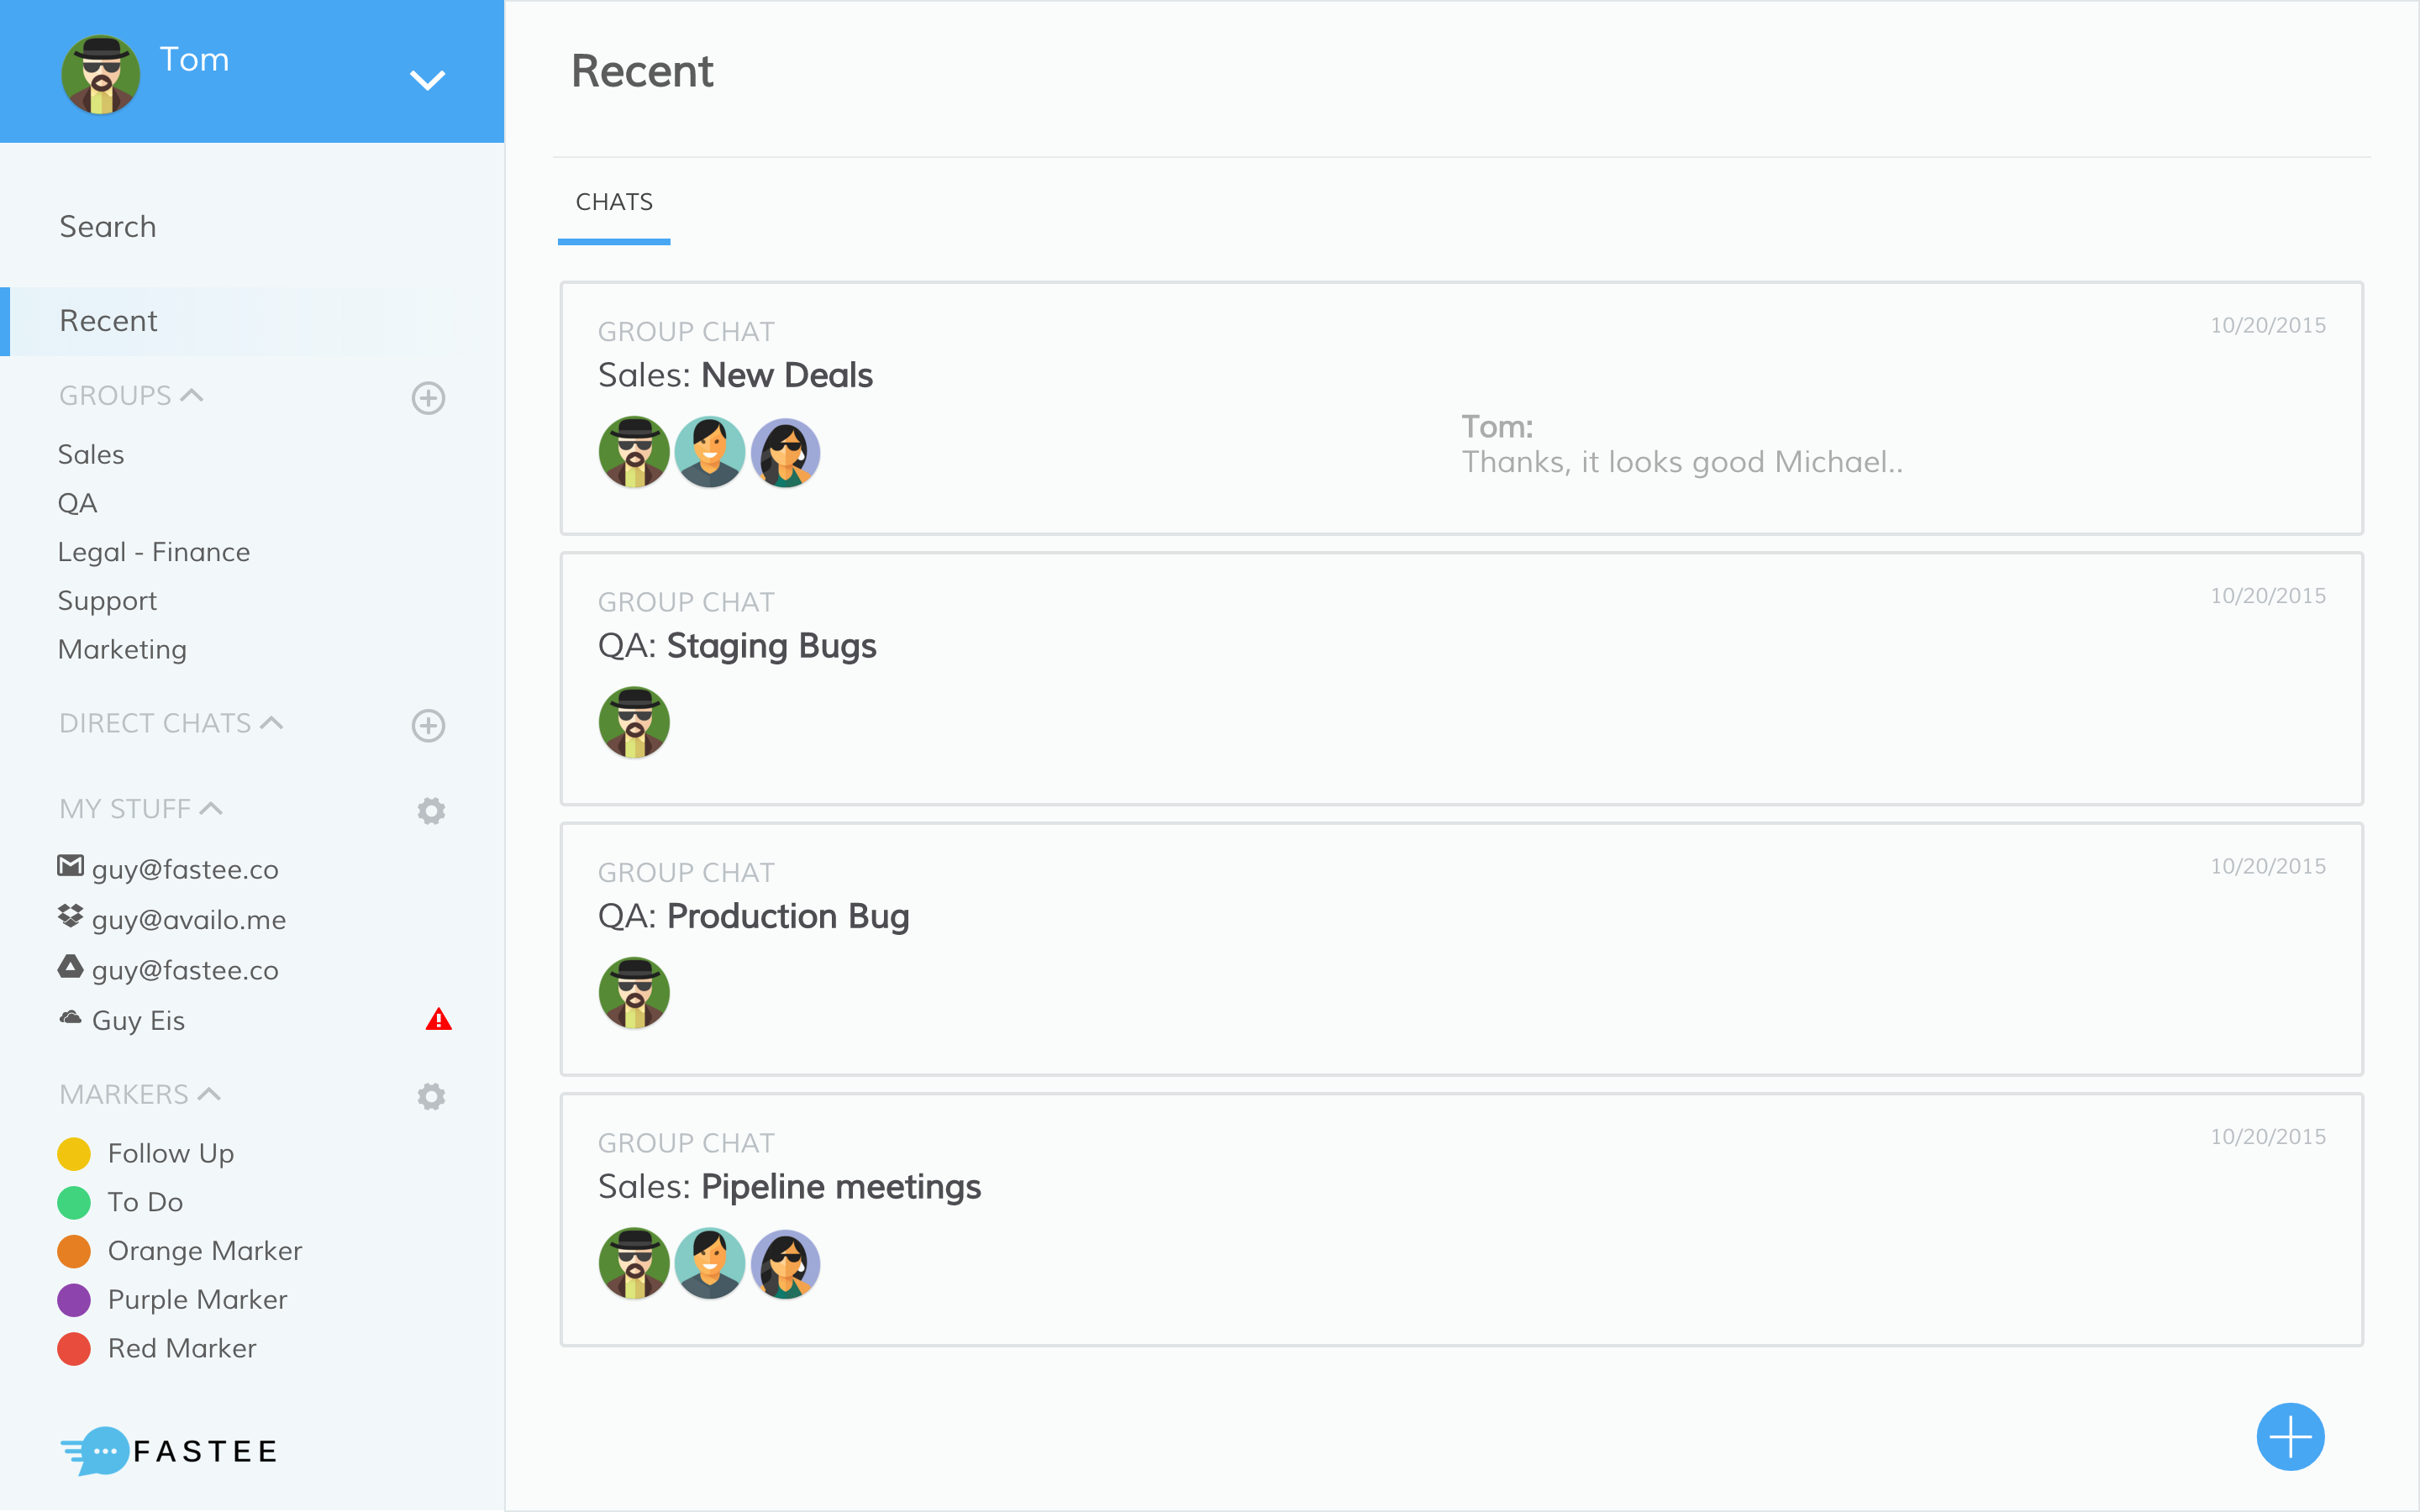 Tom
Search
Recent
GROUPS
Sales
QA
Legal - Finance
Support
Marketing
DIRECT CHATS
MY STUFF
guy@fastee.co
guy@availo.me
guy@fastee.co
Guy Eis
MARKERS
Follow Up
To Do
Orange Marker
Purple Marker
Red Marker
FASTEE
Recent
CHATS
GROUP CHAT
10/20/2015
Sales: New Deals
Tom:
Thanks, it looks good Michael..
GROUP CHAT
10/20/2015
QA: Staging Bugs
GROUP CHAT
10/20/2015
QA: Production Bug
GROUP CHAT
10/20/2015
Sales: Pipeline meetings